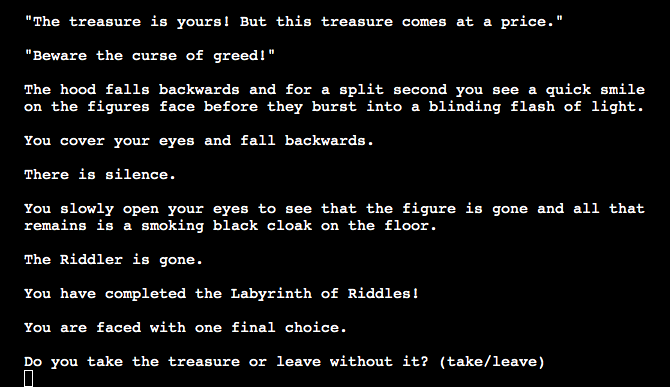 "The treasure is yours! But this treasure comes at a price."
"Beware the curse of greed!"
The hood falls backwards and for a split second you see a quick smile
on the figures face before they burst into a blinding flash of light.
You cover your eyes and fall backwards.
There is silence.
You slowly open your eyes to see that the figure is gone and all that
remains is a smoking black cloak on the floor.
The Riddler is gone.
You have completed the Labyrinth of Riddles!
You are faced with one final choice.
Do you take the treasure or leave without it? (take/leave)